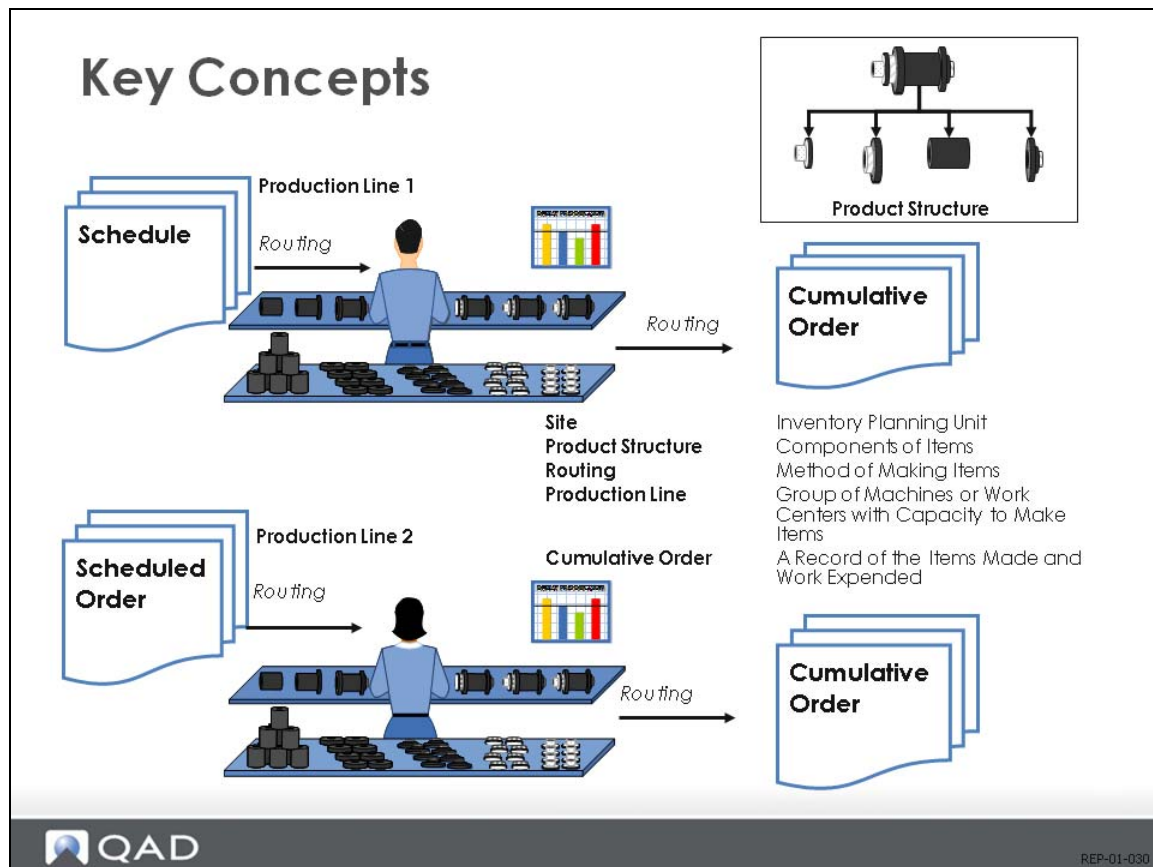 Key Concepts
Product Structure
Production Line 1
Schedule
Routing
Cumulative
Order
Routing
Site Inventory Planning Unit
Product Structure Components of Items
Routing Method of Making Items
Production Line Group of Machines or Work
Centers with Capacity to Make
Items
Cumulative Order A Record of the Items Made and
Work Expended
Production Line 2
Scheduled
Order
Routing
Cumulative
Order
Routing
QAD
REP-01-030